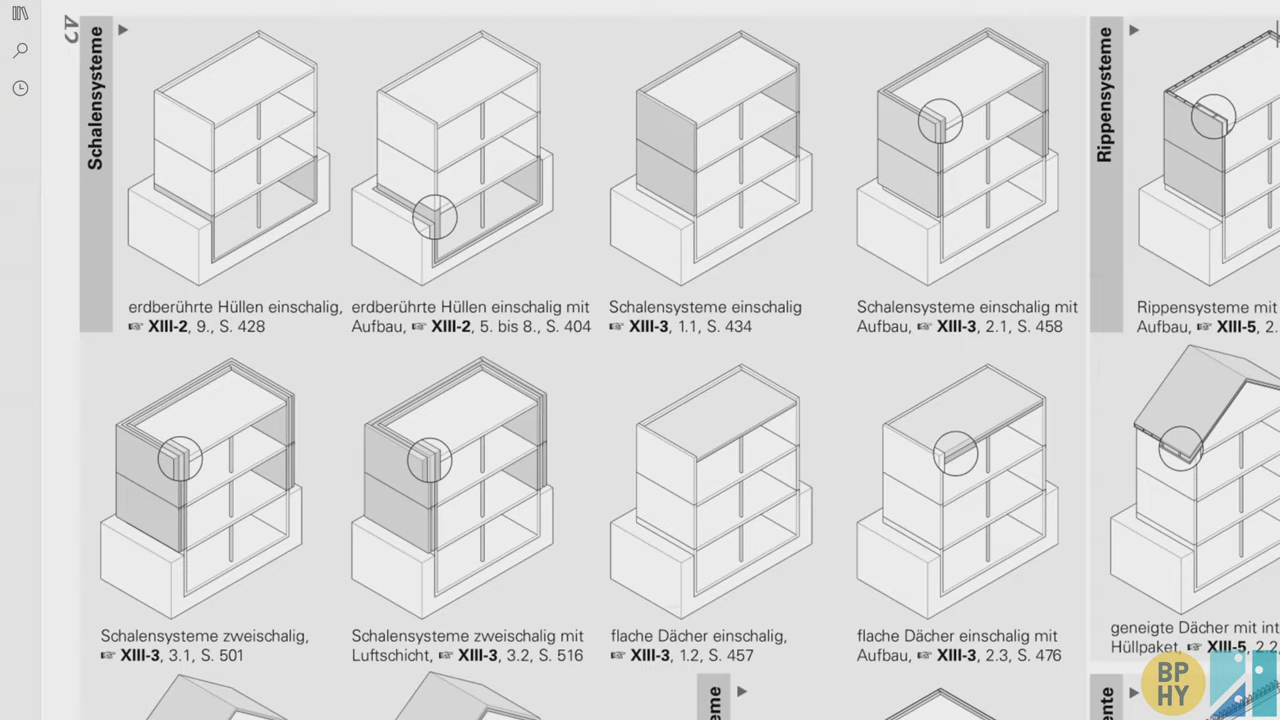 Schalensysteme
erdberührte Hüllen einschalig,
☞ XIII-2, 9., S. 428
erdberührte Hüllen einschalig mit
Aufbau, ☞ XIII-2, 5. bis 8., S. 404
Schalensysteme einschalig
☞ XIII-3, 1.1, S. 434
Schalensysteme einschalig mit
Aufbau, ☞ XIII-3, 2.1, S. 458
Rippensysteme
Rippensysteme mit
Aufbau, ☞ XIII-5, 2.
Schalensysteme zweischalig,
☞ XIII-3, 3.1, S. 501
Schalensysteme zweischalig mit
Luftschicht, ☞ XIII-3, 3.2, S. 516
flache Dächer einschalig,
☞ XIII-3, 1.2, S. 457
flache Dächer einschalig mit
Aufbau, ☞ XIII-3, 2.3, S. 476
geneigte Dächer mit int
Hüllpaket, ☞ XIII-5, 2.2,
eme
ente
BP
HY